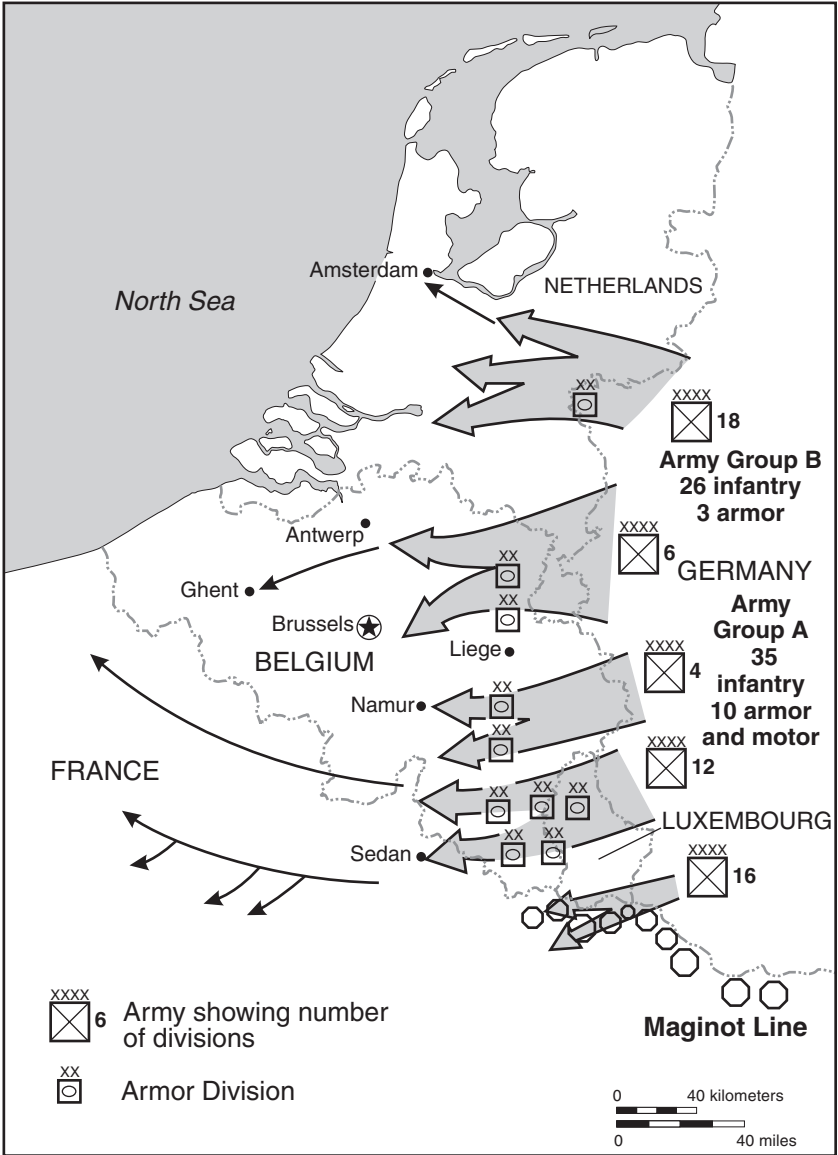 Amsterdam
NETHERLANDS
North Sea
XX
XXXX
18
Army Group B
26 infantry
3 armor
Antwerp
XXXX
6
GERMANY
XX
Ghent
Brussels
XX
BELGIUM
Liege
Army
Group A
35
infantry
10 armor
and motor
XXXX
4
Namur
XX
XX
XXXX
12
FRANCE
XX
XX
XX
LUXEMBOURG
Sedan
XX
XX
XXXX
16
Maginot Line
XXXX
6
Army showing number
of divisions
XX
Armor Division
0 40 kilometers
0 40 miles